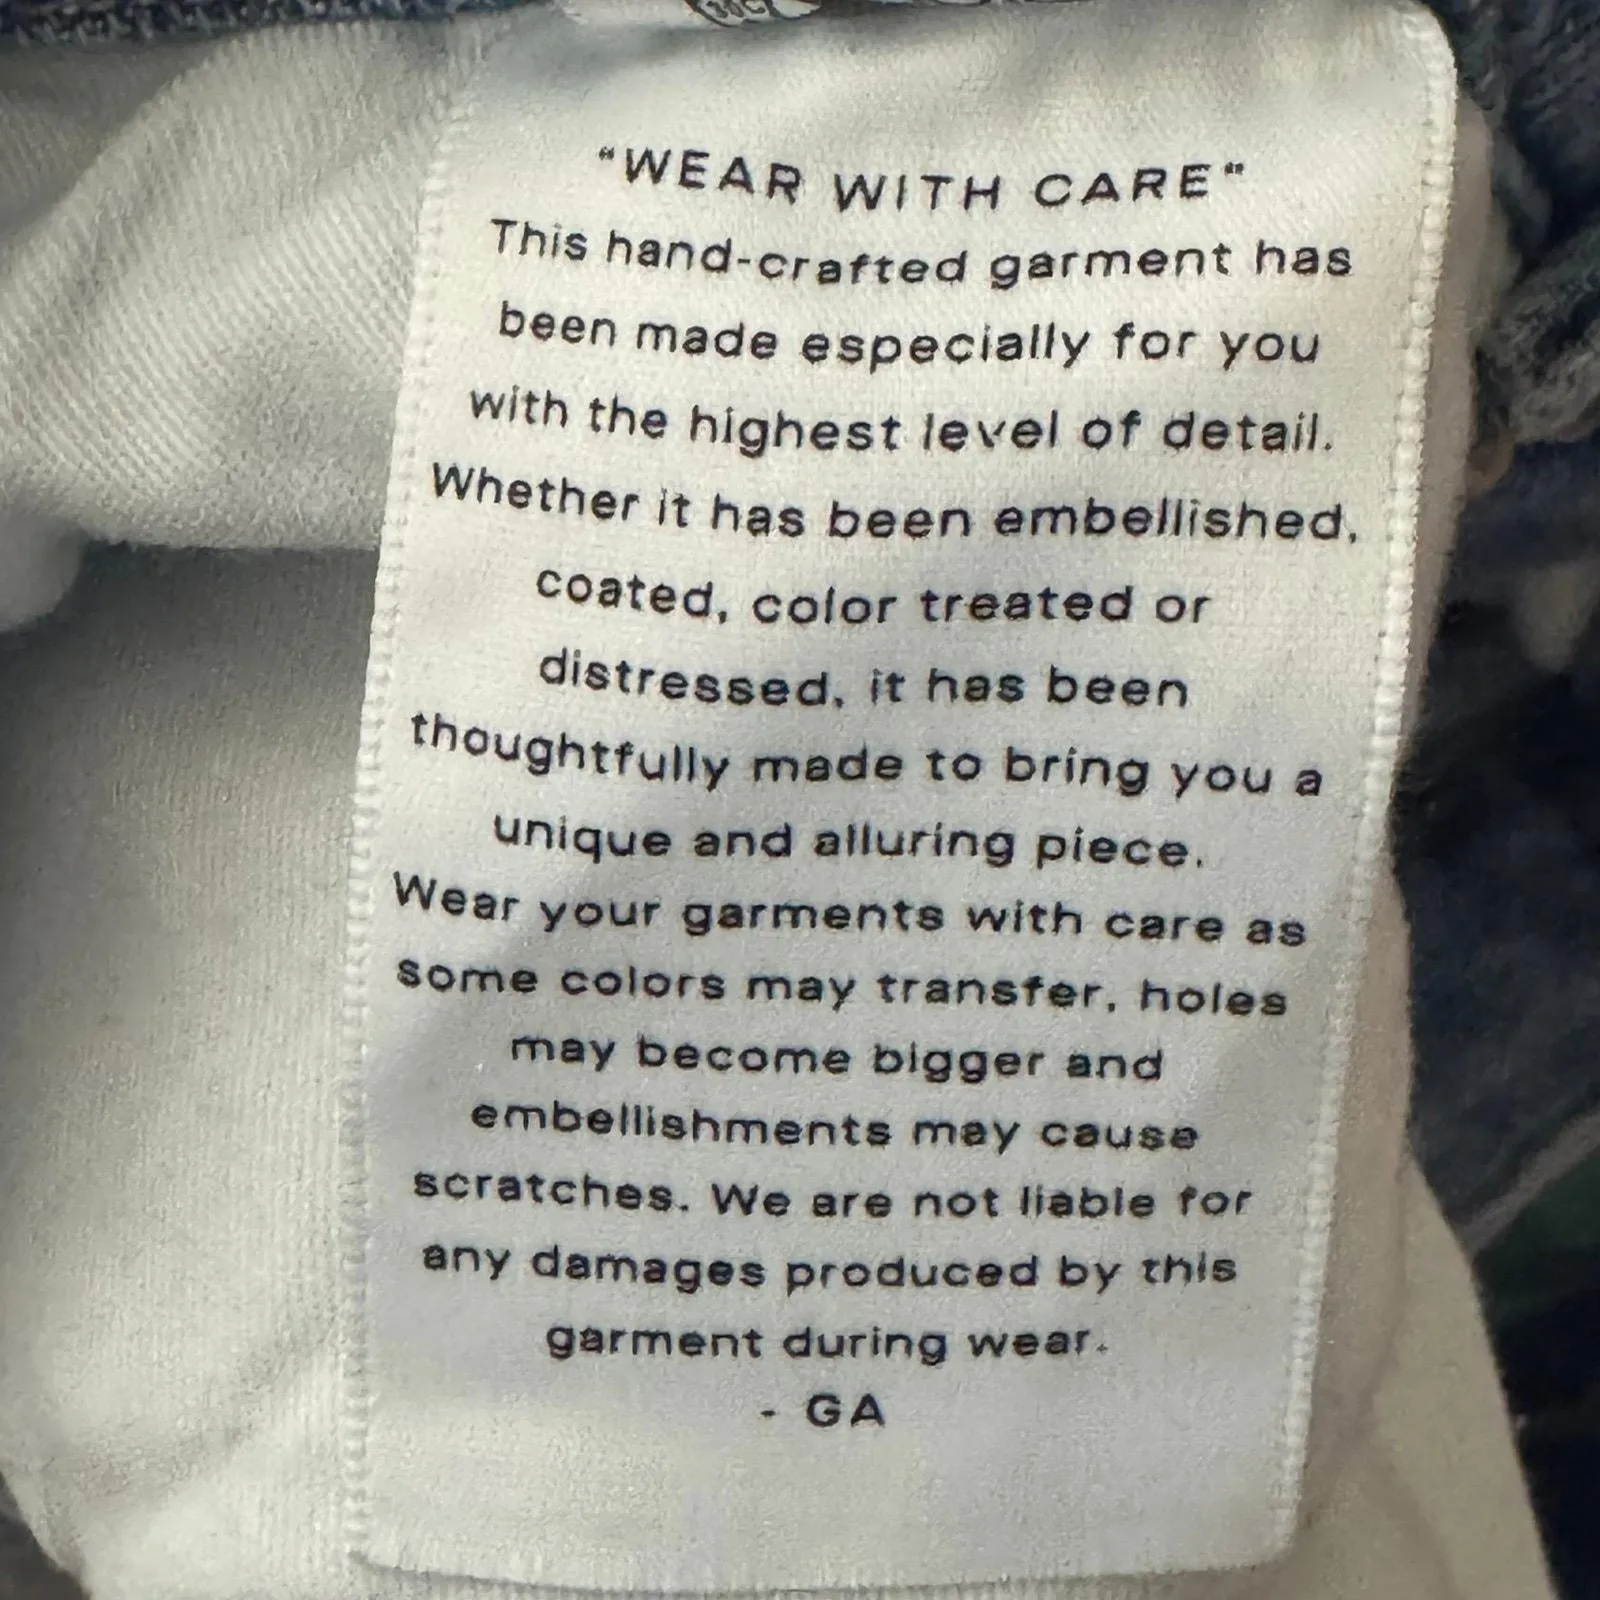 "WEAR WITH CARE"
This hand-crafted garment has
been made especially for you
with the highest level of detail.
Whether it has been embellished,
coated, color treated or
distressed, it has been
thoughtfully made to bring you a
unique and alluring piece.
Wear your garments with care as
some colors may transfer, holes
may become bigger and
embellishments may cause
scratches. We are not liable for
any damages produced by this
garment during wear.
- GA